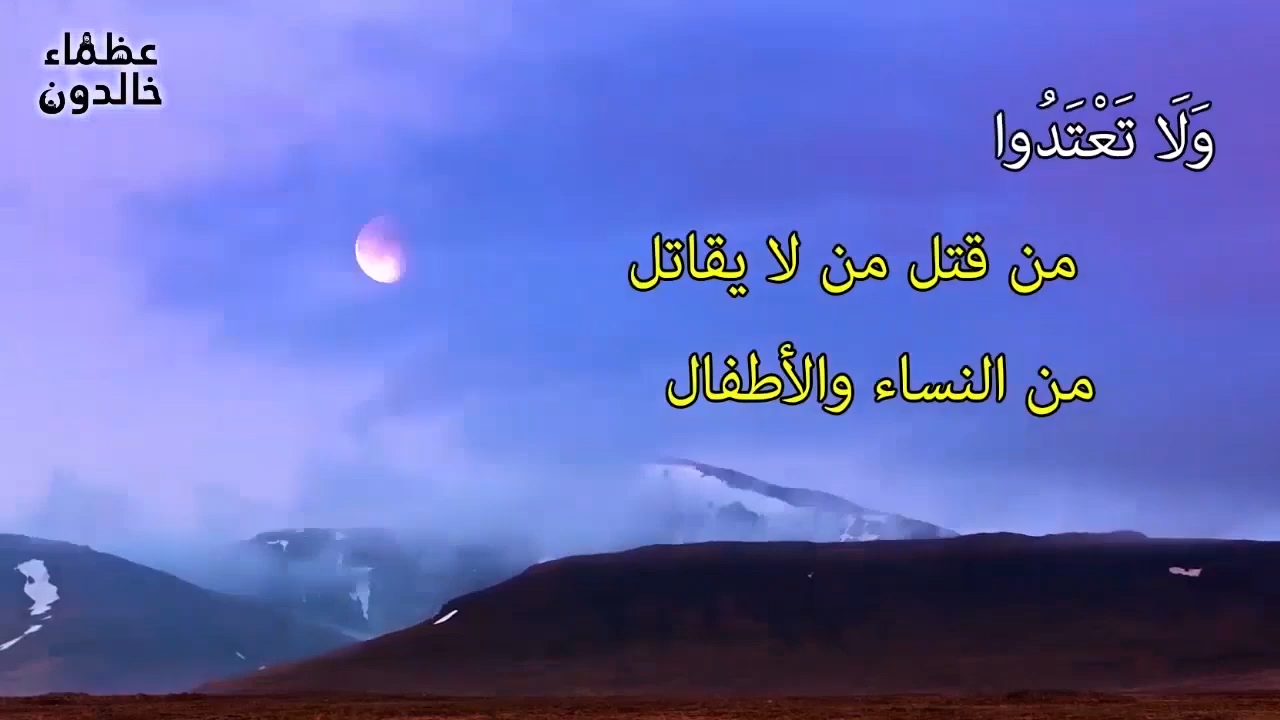 عظماء
خالدون
وَلَا تَعْتَدُوا
من قتل من لا يقاتل
من النساء والأطفال